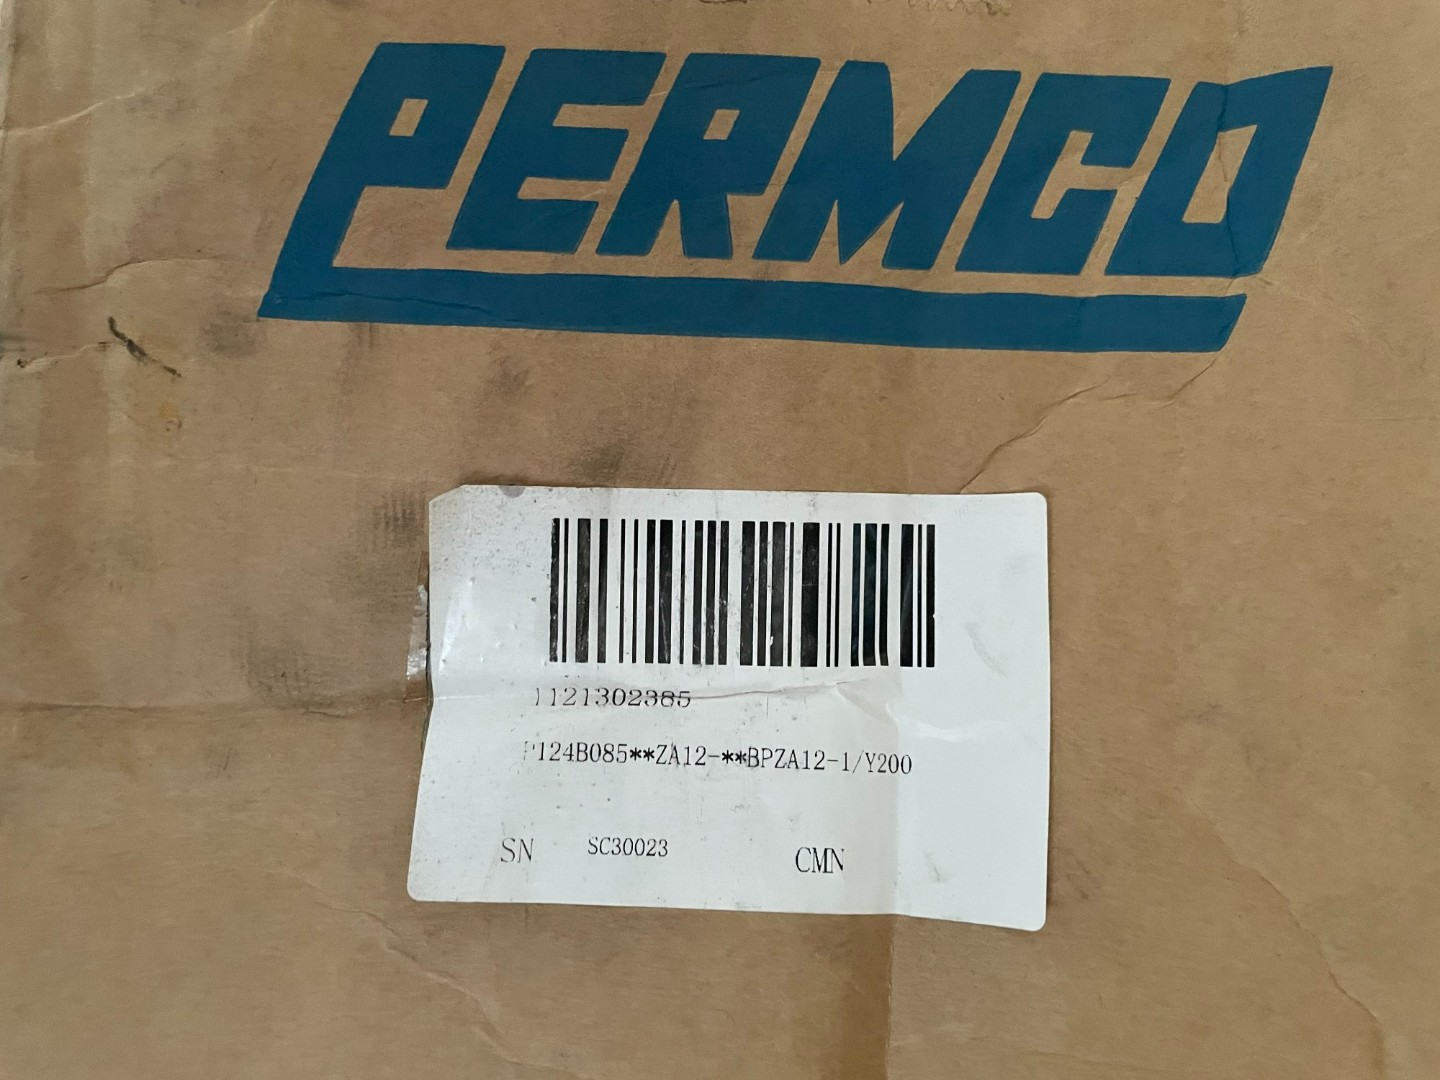 PERMCO
1121302385
P124B085**ZA12-**BPZA12-1/Y200
SN SC30023 CMN